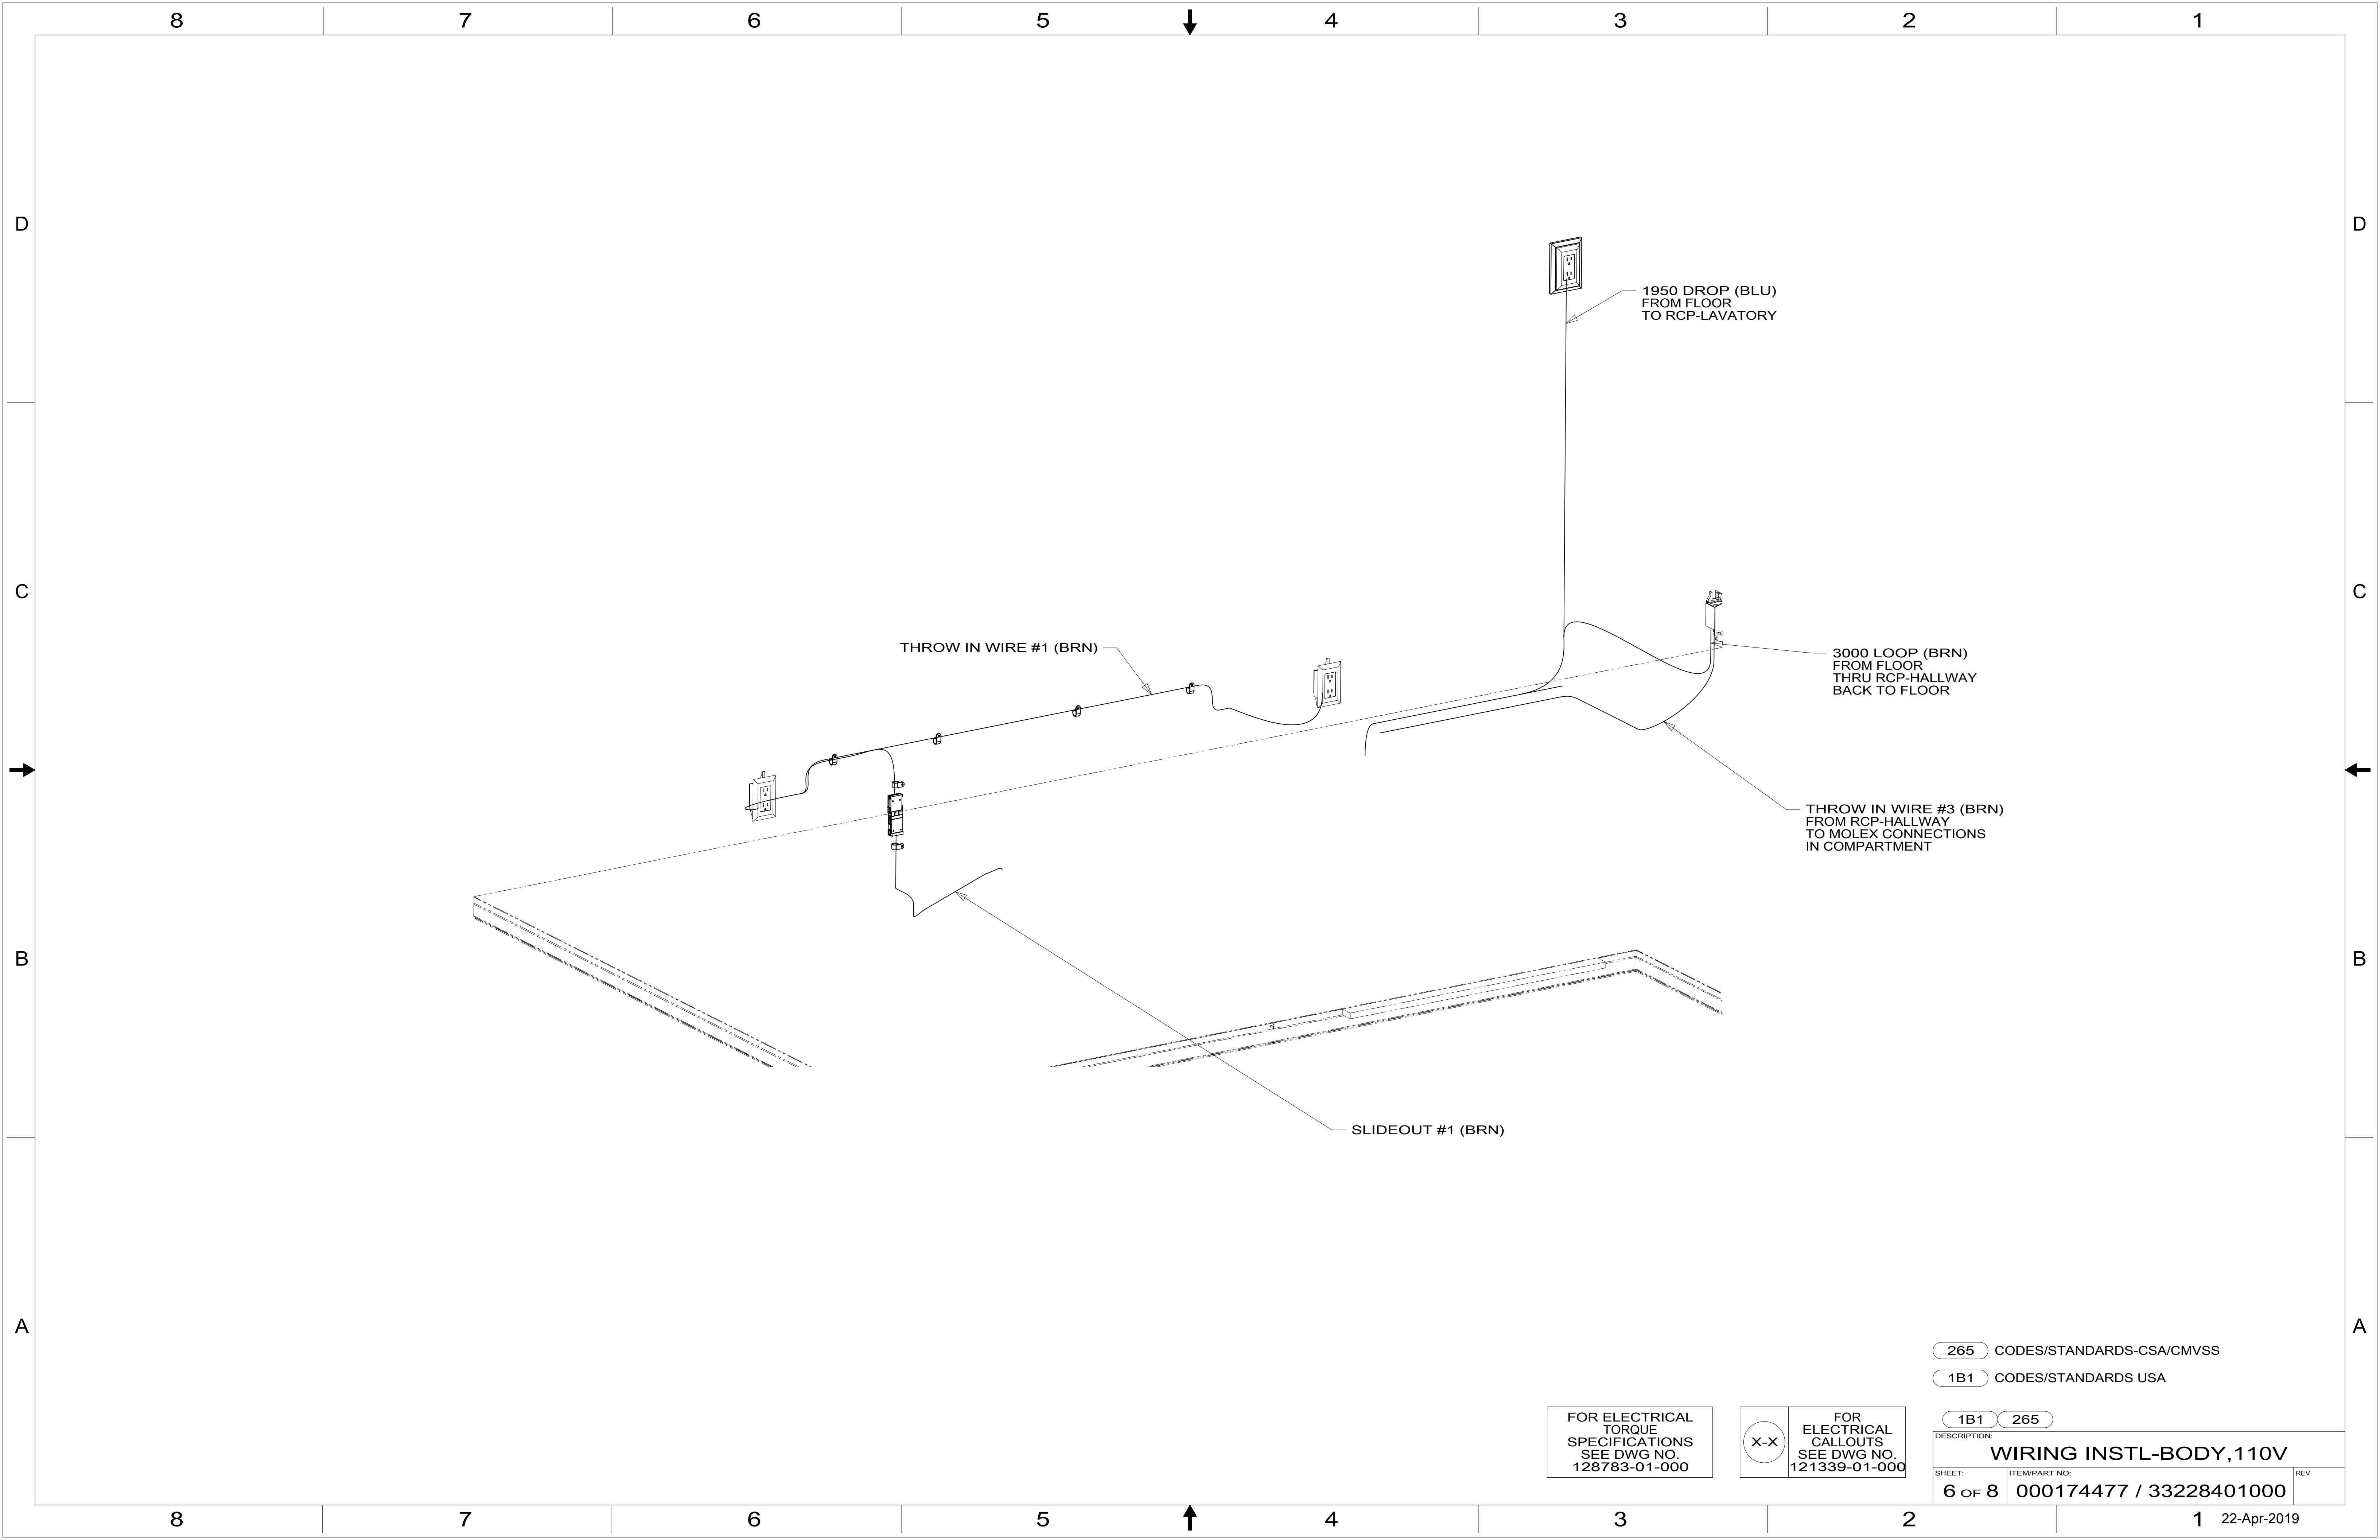 8 7 6 5 4 3 2 1
D D
1950 DROP (BLU)
FROM FLOOR
TO RCP-LAVATORY
C C
THROW IN WIRE #1 (BRN)
3000 LOOP (BRN)
FROM FLOOR
THRU RCP-HALLWAY
BACK TO FLOOR
THROW IN WIRE #3 (BRN)
FROM RCP-HALLWAY
TO MOLEX CONNECTIONS
IN COMPARTMENT
B B
SLIDEOUT #1 (BRN)
A A
265 CODES/STANDARDS-CSA/CMVSS
1B1 CODES/STANDARDS USA
FOR ELECTRICAL
TORQUE
SPECIFICATIONS
SEE DWG NO.
128783-01-000
X-X
FOR
ELECTRICAL
CALLOUTS
SEE DWG NO.
121339-01-000
1B1 265
DESCRIPTION:
WIRING INSTL-BODY,110V
SHEET: ITEM/PART NO: REV
6 OF 8 000174477 / 33228401000
8 7 6 5 4 3 2 1 22-Apr-2019